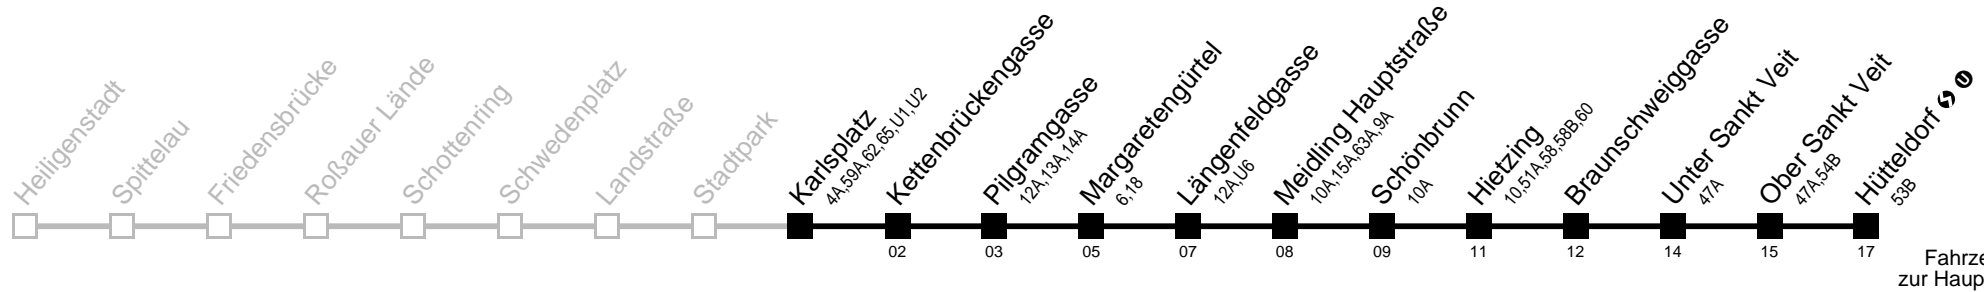 Heiligenstadt
Spittelau
Friedensbrücke
Roßauer Lände
Schottenring
Schwedenplatz
Landstraße
Stadtpark
Karlsplatz
4A,59A,62,65,U1,U2
Kettenbrückengasse
02
Pilgramgasse
12A,13A,14A
03
Margaretengürtel
6,18
05
Längenfeldgasse
12A,U6
07
Meidling Hauptstraße
10A,15A,63A,9A
08
Schönbrunn
10A
09
Hietzing
10,51A,58,58B,60
11
Braunschweiggasse
12
Unter Sankt Veit
47A
14
Ober Sankt Veit
47A,54B
15
Hütteldorf S U
53B
17
Fahrze
zur Haup